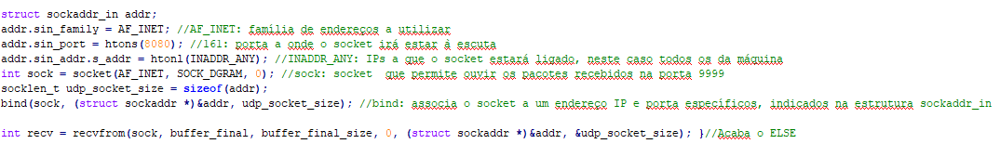 struct sockaddr_in addr;
addr.sin_family = AF_INET; //AF_INET: família de endereços a utilizar
addr.sin_port = htons(8080); //161: porta a onde o socket irá estar à escuta
addr.sin_addr.s_addr = htonl(INADDR_ANY); //INADDR_ANY: IPs a que o socket estará ligado, neste caso todos os da máquina
int sock = socket(AF_INET, SOCK_DGRAM, 0); //sock: socket  que permite ouvir os pacotes recebidos na porta 9999
socklen_t udp_socket_size = sizeof(addr);
bind(sock, (struct sockaddr *)&addr, udp_socket_size); //bind: associa o socket a um endereço IP e porta específicos, indicados na estrutura sockaddr_in
int recv = recvfrom(sock, buffer_final, buffer_final_size, 0, (struct sockaddr *)&addr, &udp_socket_size); }//Acaba o ELSE